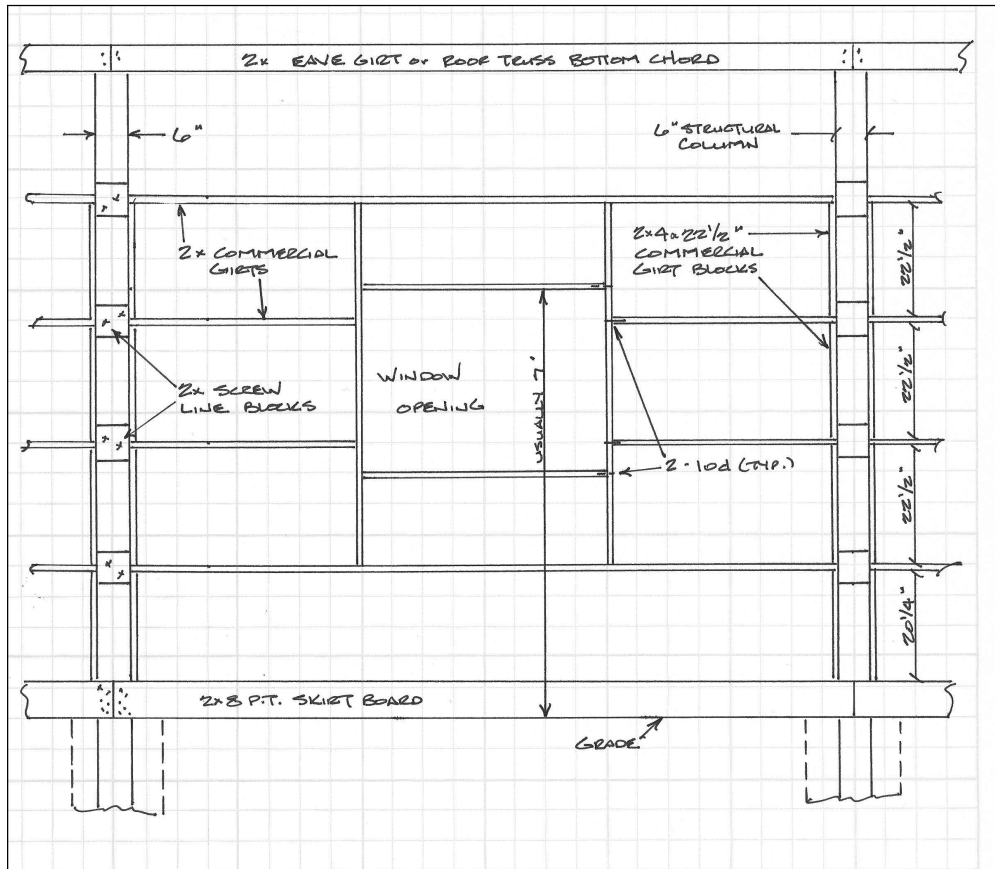 2x EAVE GIRT or ROOF TRUSS BOTTOM CHORD
6"
6" STRUCTURAL
COLUMN
2x COMMERCIAL
GIRTS
2x4x22 1/2"
COMMERCIAL
GIRT BLOCKS
22 1/2"
22 1/2"
22 1/2"
20 1/4"
2x SCREW
LINE BLOCKS
WINDOW
OPENING
USUALLY 7'
2-10d (TYP.)
2x8 P.T. SKIRT BOARD
GRADE